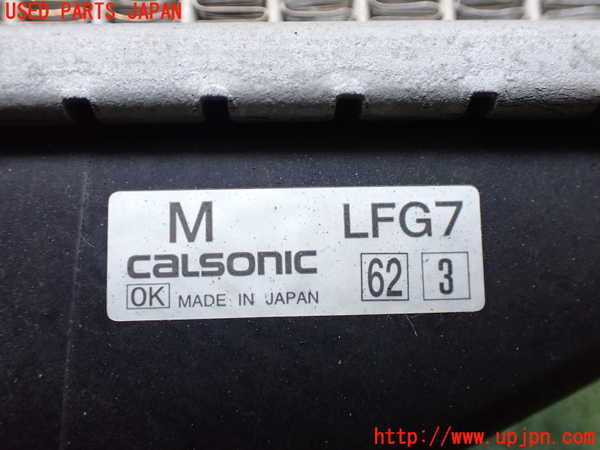 USED PARTS JAPAN
M LFG7
CALSONIC 62 3
OK MADE IN JAPAN
http://www.upjpn.com/